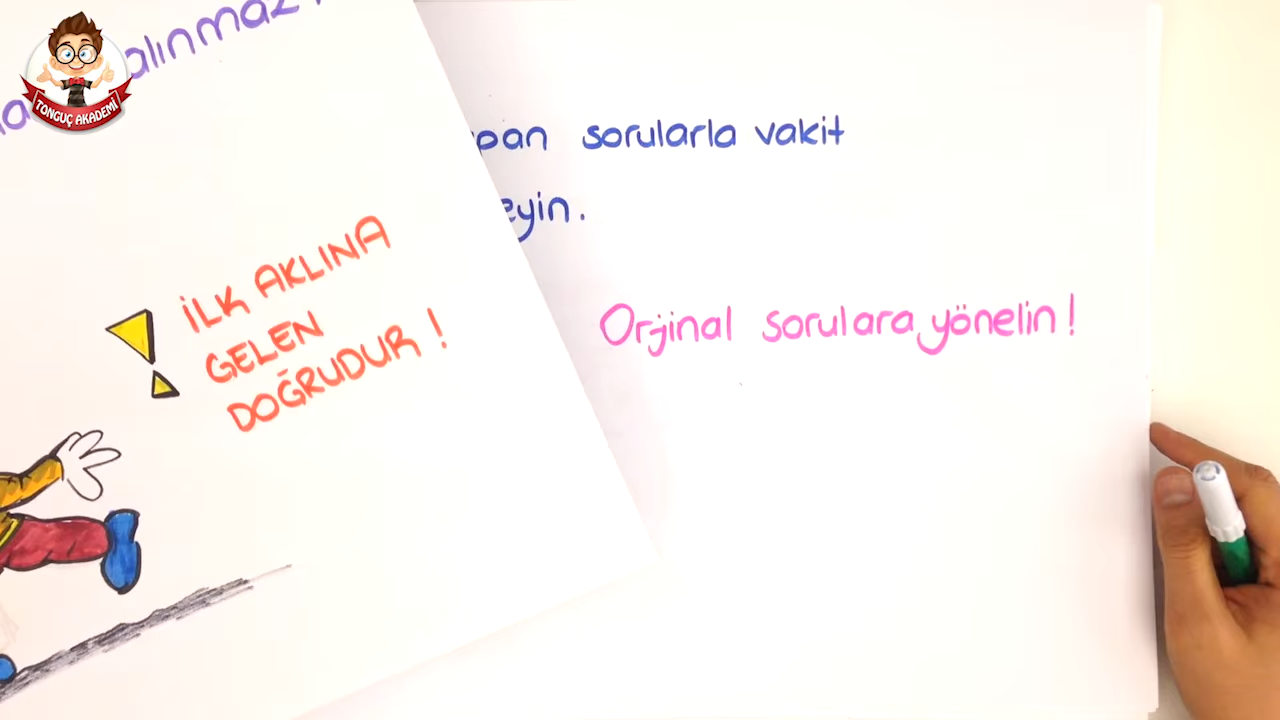 TONGUÇ AKADEMİ
alınmaz
İLK AKLINA
GELEN
DOĞRUDUR !
sorularla vakit
Orjinal sorulara yönelin !